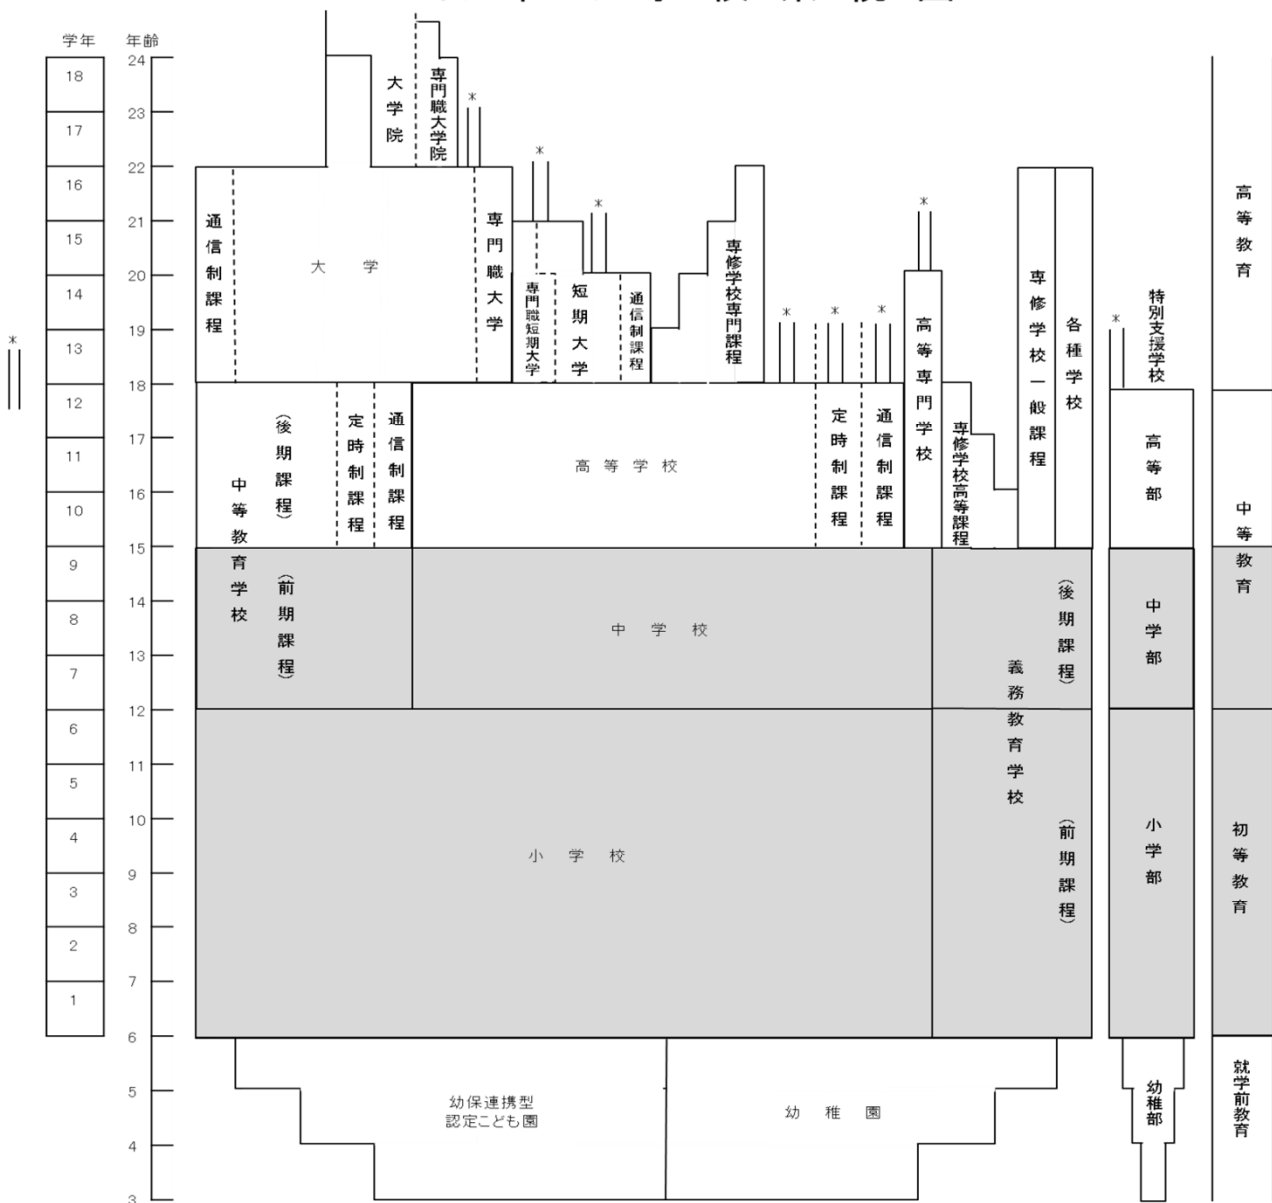 学年
年齢
18
17
16
15
14
13
12
11
10
9
8
7
6
5
4
3
2
1
24
23
22
21
20
19
18
17
16
15
14
13
12
11
10
9
8
7
6
5
4
3
*
大学院
専門職大学院
*
*
*
*
*
*
*
*
通信制課程
大学
専門職大学
専門職短期大学
短期大学
通信制課程
専修学校専門課程
高等専門学校
専修学校一般課程
各種学校
特別支援学校
中等教育学校
(後期課程)
定時制課程
通信制課程
高等学校
定時制課程
通信制課程
専修学校高等課程
高等部
(前期課程)
中学校
義務教育学校
(後期課程)
中学部
小学校
(前期課程)
小学部
幼保連携型
認定こども園
幼稚園
幼稚部
高等教育
中等教育
初等教育
就学前教育